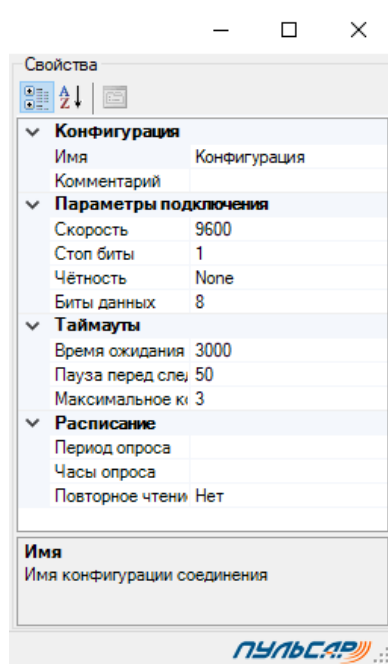 Свойства
Конфигурация
Имя Конфигурация
Комментарий
Параметры подключения
Скорость 9600
Стоп биты 1
Чётность None
Биты данных 8
Таймауты
Время ожидания 3000
Пауза перед сле 50
Максимальное к 3
Расписание
Период опроса
Часы опроса
Повторное чтени Нет
Имя
Имя конфигурации соединения
ПУЛЬСАР